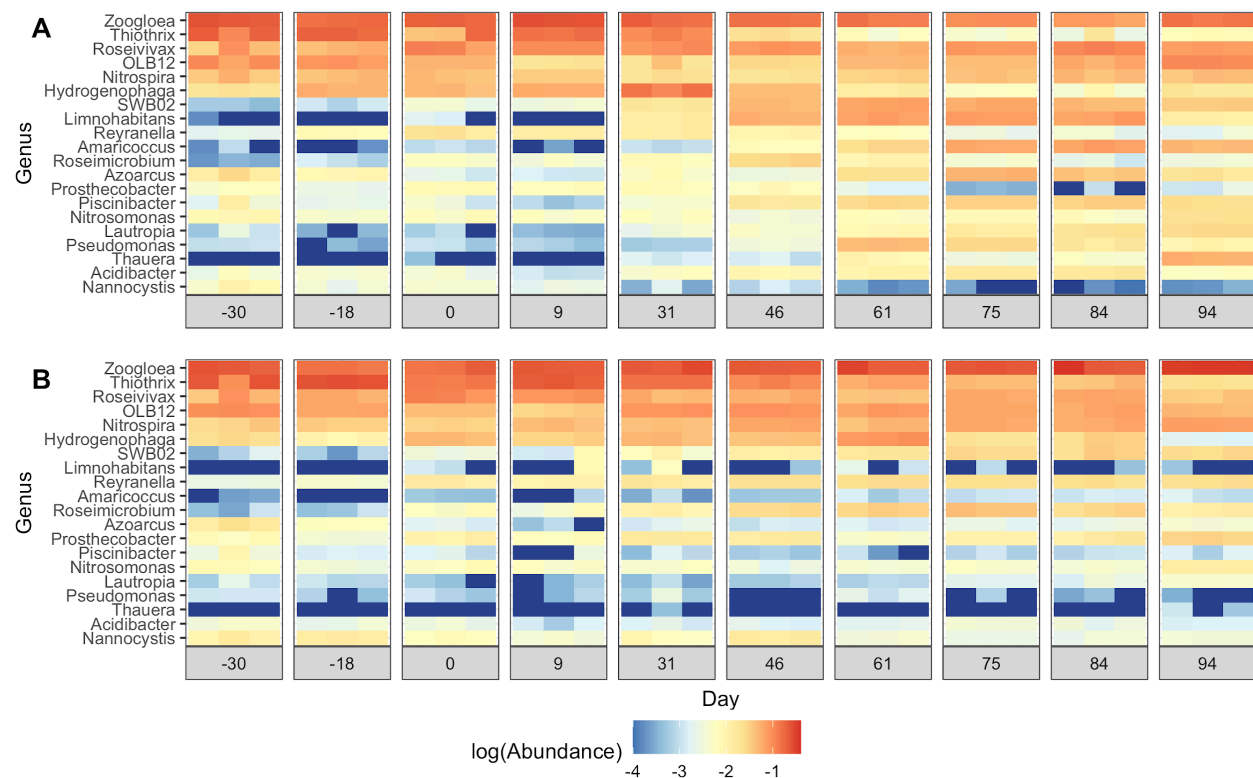 A
Genus
Zoogloea
Thiothrix
Roseivivax
OLB12
Nitrospira
Hydrogenophaga
SWB02
Limnohabitans
Reyranella
Amaricoccus
Roseimicrobium
Azoarcus
Prosthecobacter
Piscinibacter
Nitrosomonas
Lautropia
Pseudomonas
Thauera
Acidibacter
Nannocystis
-30 -18 0 9 31 46 61 75 84 94
B
Genus
Zoogloea
Thiothrix
Roseivivax
OLB12
Nitrospira
Hydrogenophaga
SWB02
Limnohabitans
Reyranella
Amaricoccus
Roseimicrobium
Azoarcus
Prosthecobacter
Piscinibacter
Nitrosomonas
Lautropia
Pseudomonas
Thauera
Acidibacter
Nannocystis
-30 -18 0 9 31 46 61 75 84 94
Day
log(Abundance)
-4 -3 -2 -1